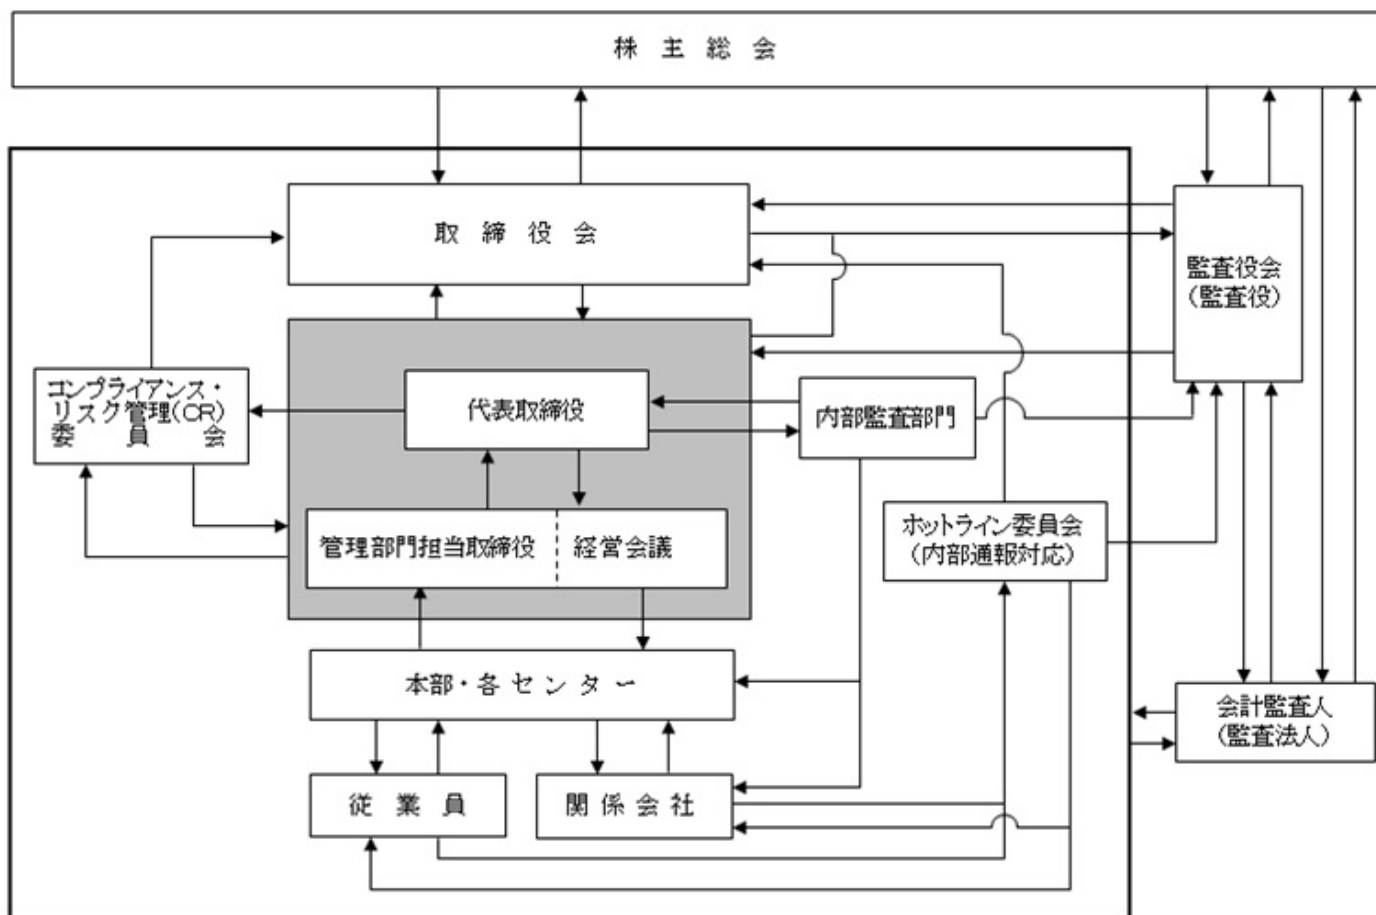 株主総会
取締役会
監査役会
(監査役)
コンプライアンス・
リスク管理(CR)
委員会
代表取締役
内部監査部門
管理部門担当取締役
経営会議
ホットライン委員会
(内部通報対応)
本部・各センター
会計監査人
(監査法人)
従業員
関係会社